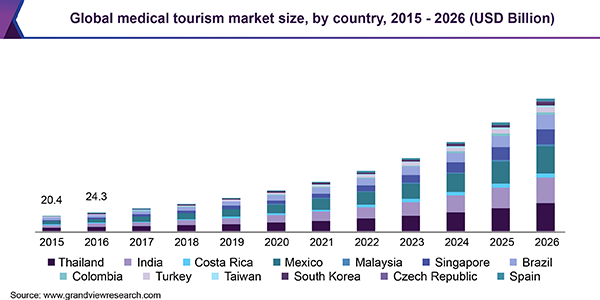 Global medical tourism market size, by country, 2015 - 2026 (USD Billion)
20.4
24.3
2015 2016 2017 2018 2019 2020 2021 2022 2023 2024 2025 2026
Thailand India Costa Rica Mexico Malaysia Singapore Brazil
Colombia Turkey Taiwan South Korea Czech Republic Spain
Source: www.grandviewresearch.com